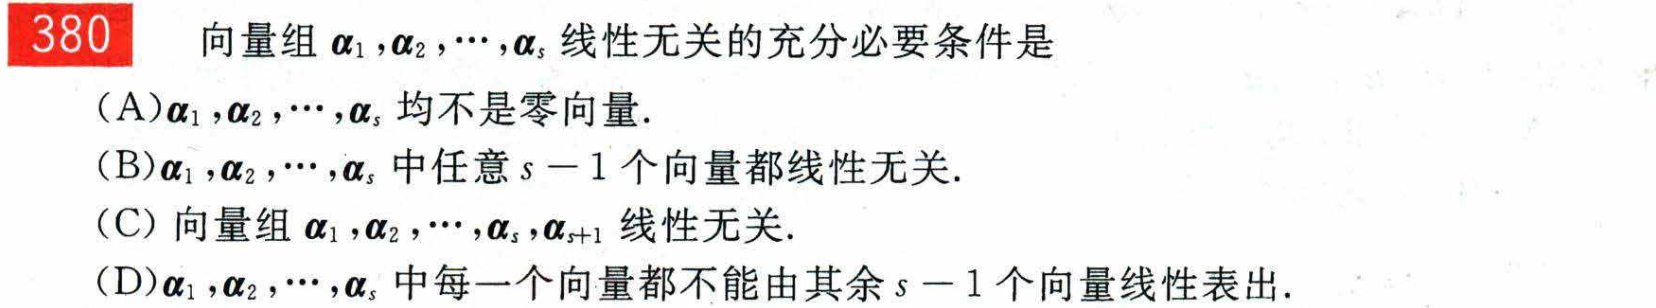 380 向量组 α₁,α₂,…,αₛ 线性无关的充分必要条件是
(A)α₁,α₂,…,αₛ 均不是零向量.
(B)α₁,α₂,…,αₛ 中任意 s－1 个向量都线性无关.
(C) 向量组 α₁,α₂,…,αₛ,αₛ₊₁ 线性无关.
(D)α₁,α₂,…,αₛ 中每一个向量都不能由其余 s－1 个向量线性表出.